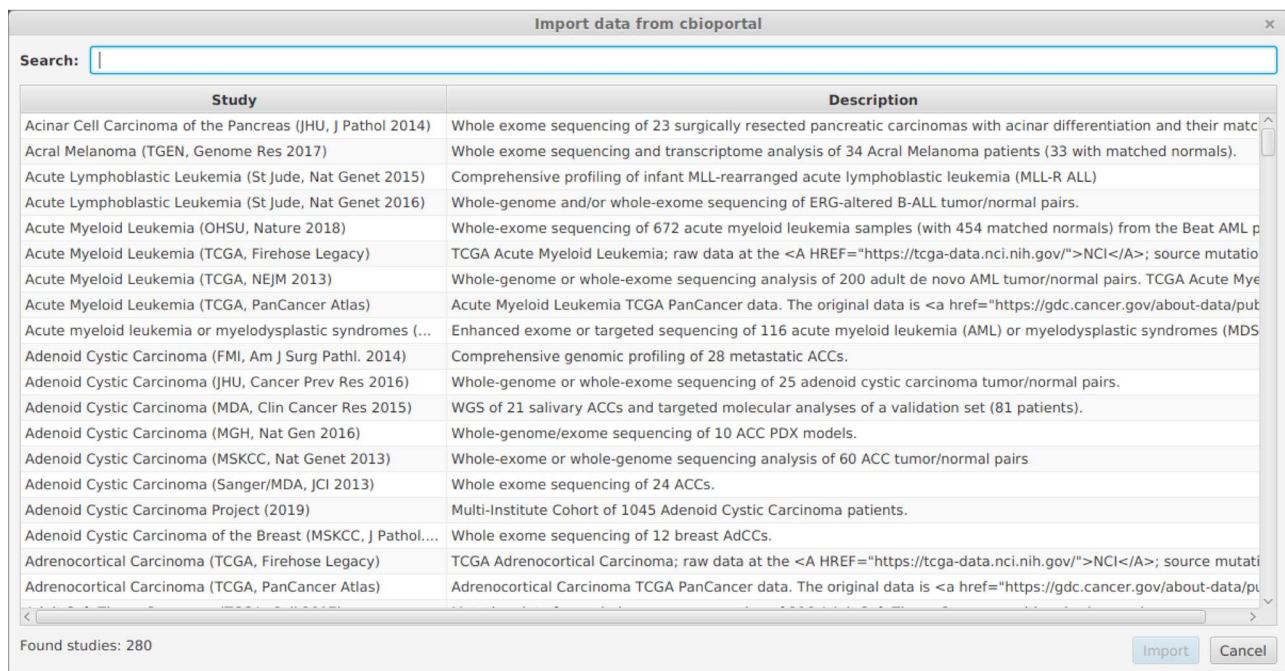 Import data from cbioportal
Search:
Study Description
Acinar Cell Carcinoma of the Pancreas (JHU, J Pathol 2014) Whole exome sequencing of 23 surgically resected pancreatic carcinomas with acinar differentiation and their matc
Acral Melanoma (TGEN, Genome Res 2017) Whole exome sequencing and transcriptome analysis of 34 Acral Melanoma patients (33 with matched normals).
Acute Lymphoblastic Leukemia (St Jude, Nat Genet 2015) Comprehensive profiling of infant MLL-rearranged acute lymphoblastic leukemia (MLL-R ALL)
Acute Lymphoblastic Leukemia (St Jude, Nat Genet 2016) Whole-genome and/or whole-exome sequencing of ERG-altered B-ALL tumor/normal pairs.
Acute Myeloid Leukemia (OHSU, Nature 2018) Whole-exome sequencing of 672 acute myeloid leukemia samples (with 454 matched normals) from the Beat AML p
Acute Myeloid Leukemia (TCGA, Firehose Legacy) TCGA Acute Myeloid Leukemia; raw data at the <A HREF="https://tcga-data.nci.nih.gov/">NCI</A>; source mutatio
Acute Myeloid Leukemia (TCGA, NEJM 2013) Whole-genome or whole-exome sequencing analysis of 200 adult de novo AML tumor/normal pairs. TCGA Acute Mye
Acute Myeloid Leukemia (TCGA, PanCancer Atlas) Acute Myeloid Leukemia TCGA PanCancer data. The original data is <a href="https://gdc.cancer.gov/about-data/pub
Acute myeloid leukemia or myelodysplastic syndromes (... Enhanced exome or targeted sequencing of 116 acute myeloid leukemia (AML) or myelodysplastic syndromes (MDS
Adenoid Cystic Carcinoma (FMI, Am J Surg Pathl. 2014) Comprehensive genomic profiling of 28 metastatic ACCs.
Adenoid Cystic Carcinoma (JHU, Cancer Prev Res 2016) Whole-genome or whole-exome sequencing of 25 adenoid cystic carcinoma tumor/normal pairs.
Adenoid Cystic Carcinoma (MDA, Clin Cancer Res 2015) WGS of 21 salivary ACCs and targeted molecular analyses of a validation set (81 patients).
Adenoid Cystic Carcinoma (MGH, Nat Gen 2016) Whole-genome/exome sequencing of 10 ACC PDX models.
Adenoid Cystic Carcinoma (MSKCC, Nat Genet 2013) Whole-exome or whole-genome sequencing analysis of 60 ACC tumor/normal pairs
Adenoid Cystic Carcinoma (Sanger/MDA, JCI 2013) Whole exome sequencing of 24 ACCs.
Adenoid Cystic Carcinoma Project (2019) Multi-Institute Cohort of 1045 Adenoid Cystic Carcinoma patients.
Adenoid Cystic Carcinoma of the Breast (MSKCC, J Pathol.... Whole exome sequencing of 12 breast AdCCs.
Adrenocortical Carcinoma (TCGA, Firehose Legacy) TCGA Adrenocortical Carcinoma; raw data at the <A HREF="https://tcga-data.nci.nih.gov/">NCI</A>; source mutati
Adrenocortical Carcinoma (TCGA, PanCancer Atlas) Adrenocortical Carcinoma TCGA PanCancer data. The original data is <a href="https://gdc.cancer.gov/about-data/pu
Found studies: 280
Import Cancel